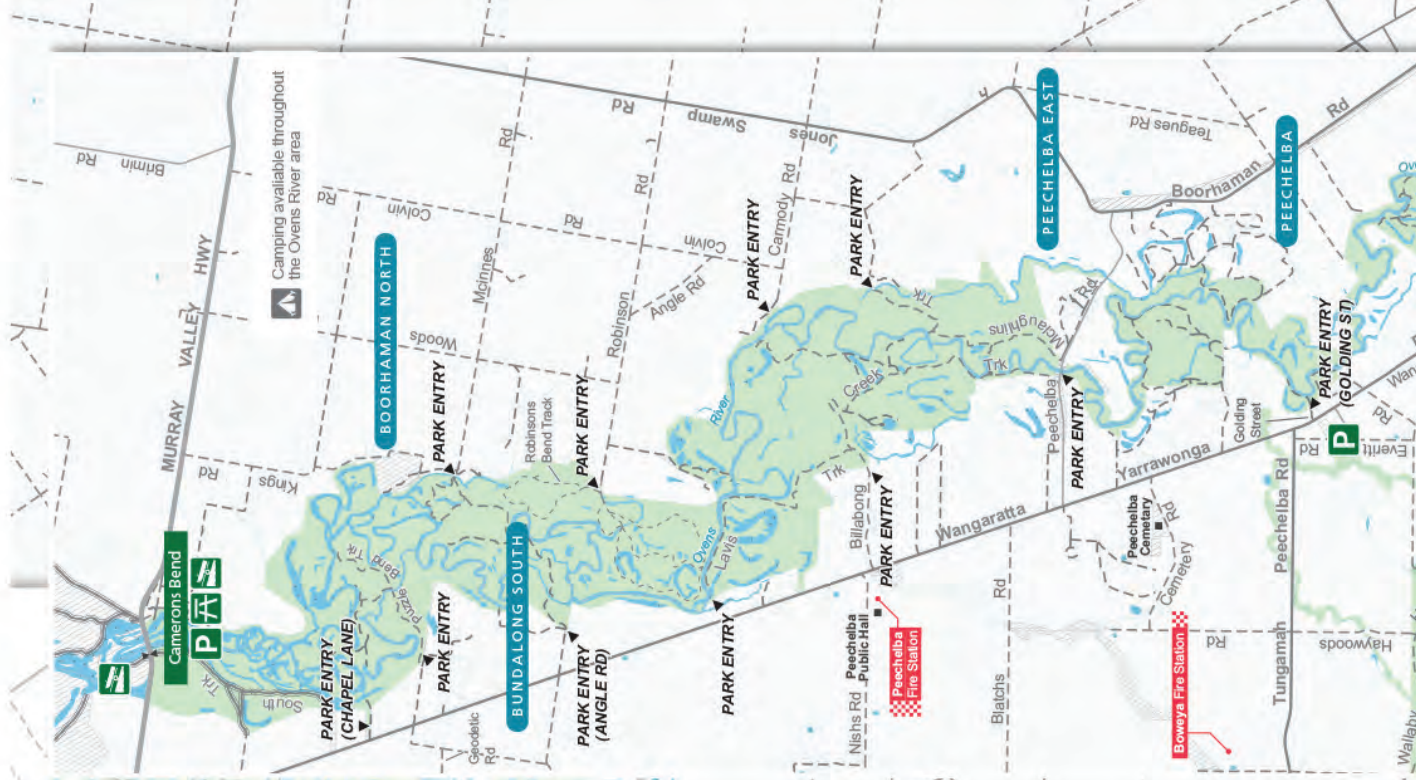 Brimin Rd
MURRAY VALLEY HWY
Camping avaliable throughout
the Ovens River area
Jones Swamp Rd
Colvin Rd
McInnes Rd
Colvin Rd
Robinson Rd
Carmody Rd
Angle Rd
Woods
BOORHAMAN NORTH
PARK ENTRY
Robinsons
Bend Track
PARK ENTRY
Kings Rd
PARK ENTRY
PARK ENTRY
PEECHELBA EAST
Teagues Rd
Boorhaman Rd
PEECHELBA
Camerons Bend
P
South Trk
Puzle Bend Trk
PARK ENTRY
(CHAPEL LANE)
PARK ENTRY
Geodetic
Rd
BUNDALONG SOUTH
PARK ENTRY
(ANGLE RD)
Ovens River
Lavis Trk
PARK ENTRY
Creek Trk
Mclaughlins Trk
Billabong
PARK ENTRY
Peechelba Rd
PARK ENTRY
Wangaratta Yarrawonga
Golding
Street
PARK ENTRY
(GOLDING ST)
P
Everitt Rd
Peechelba
Public Hall
Nishs Rd
Peechelba
Fire Station
Blatchs Rd
Peechelba
Cemetary
Cemetery Rd
Haywoods Rd
Tungamah Peechelba Rd
Boweya Fire Station
Wallaby
Rd